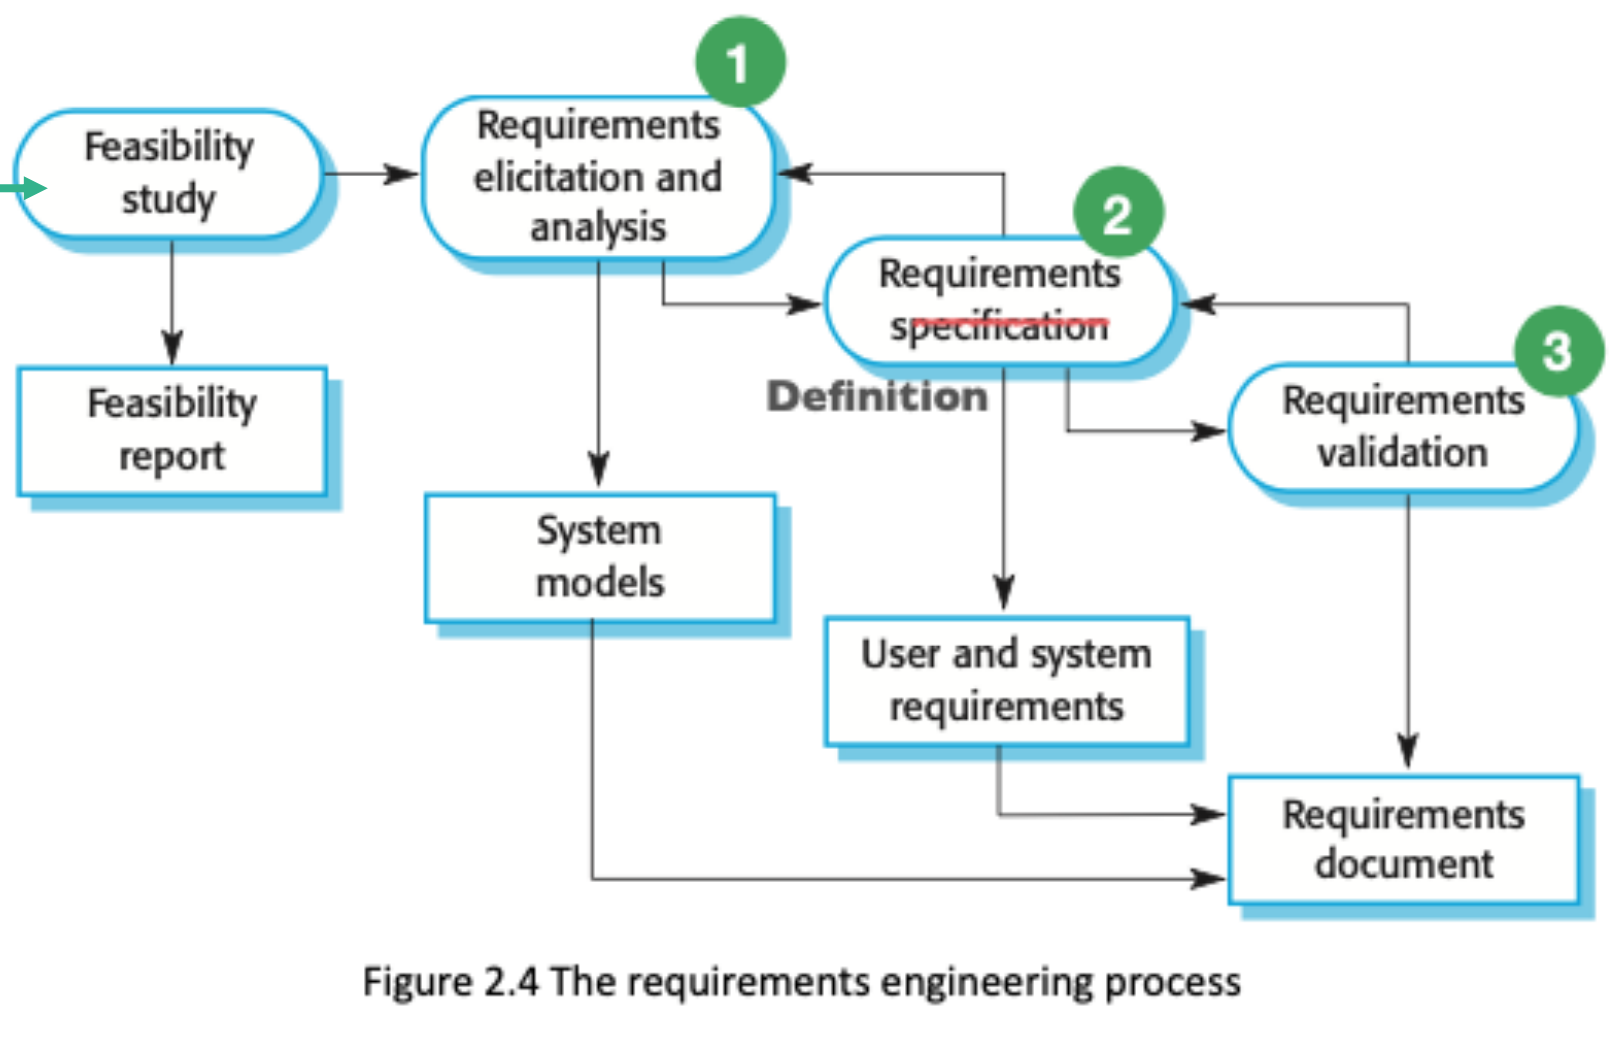 1
Feasibility
study
Requirements
elicitation and
analysis
2
Requirements
specification
Definition
3
Requirements
validation
Feasibility
report
System
models
User and system
requirements
Requirements
document
Figure 2.4 The requirements engineering process